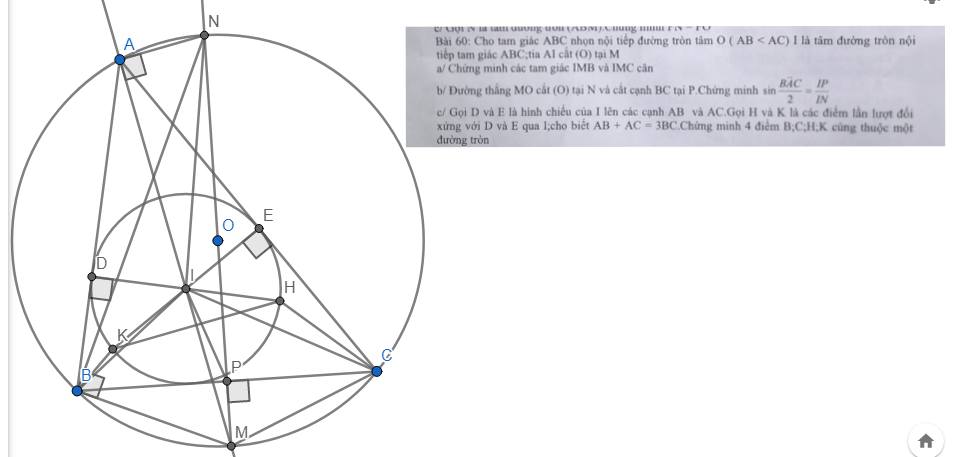 N
A
c/ Gọi N là tâm đường tròn (ABM).Chứng minh PN = PO
Bài 60: Cho tam giác ABC nhọn nội tiếp đường tròn tâm O ( AB < AC) I là tâm đường tròn nội
tiếp tam giác ABC;tia AI cắt (O) tại M
a/ Chứng minh các tam giác IMB và IMC cân
b/ Đường thẳng MO cắt (O) tại N và cắt cạnh BC tại P.Chứng minh sin BAC/2 = IP/IN
c/ Gọi D và E là hình chiếu của I lên các cạnh AB và AC.Gọi H và K là các điểm lần lượt đối
xứng với D và E qua I;cho biết AB + AC = 3BC.Chứng minh 4 điểm B;C;H;K cùng thuộc một
đường tròn
E
O
D
I
H
K
C
P
B
M